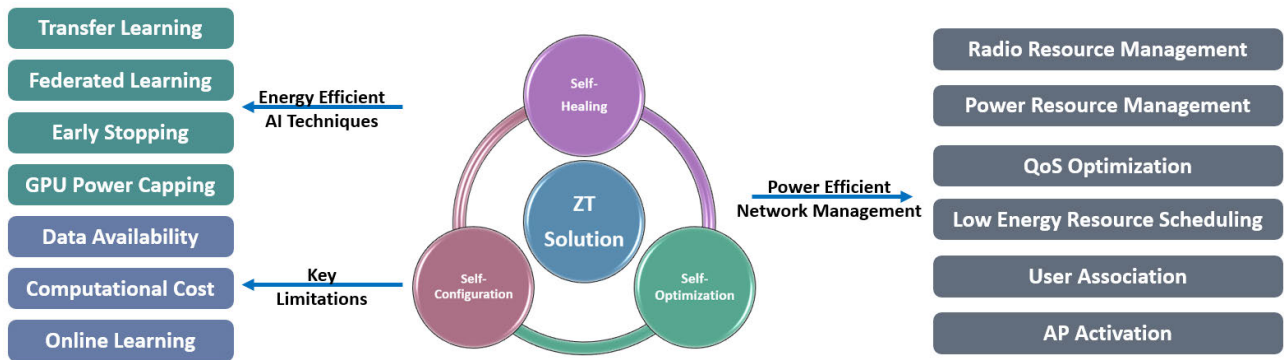 Transfer Learning
Federated Learning
Early Stopping
GPU Power Capping
Data Availability
Computational Cost
Online Learning
Energy Efficient
AI Techniques
Key
Limitations
Self-
Healing
ZT
Solution
Self-
Configuration
Self-
Optimization
Power Efficient
Network Management
Radio Resource Management
Power Resource Management
QoS Optimization
Low Energy Resource Scheduling
User Association
AP Activation